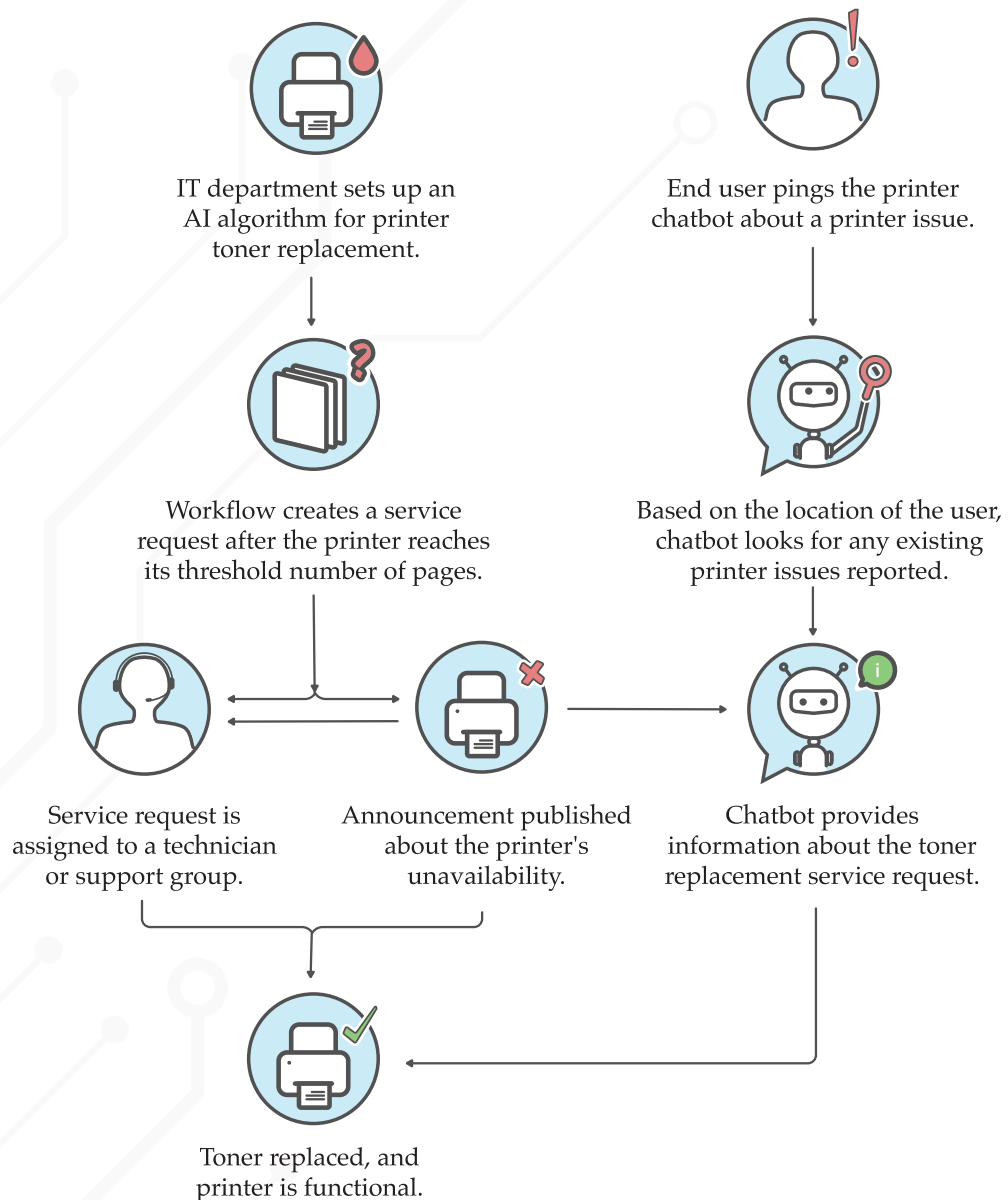 IT department sets up an
AI algorithm for printer
toner replacement.
End user pings the printer
chatbot about a printer issue.
Workflow creates a service
request after the printer reaches
its threshold number of pages.
Based on the location of the user,
chatbot looks for any existing
printer issues reported.
Service request is
assigned to a technician
or support group.
Announcement published
about the printer's
unavailability.
Chatbot provides
information about the toner
replacement service request.
Toner replaced, and
printer is functional.